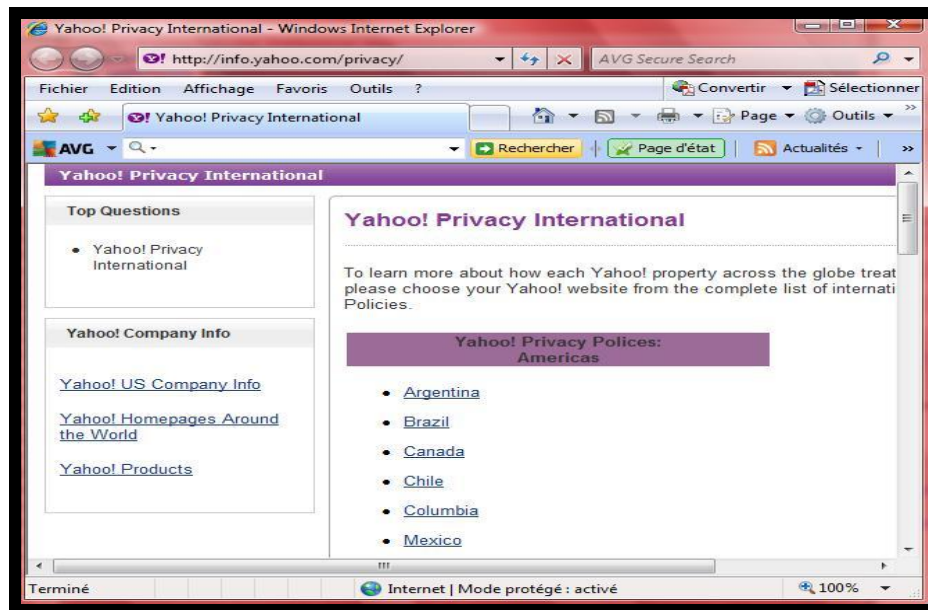 Yahoo! Privacy International - Windows Internet Explorer
http://info.yahoo.com/privacy/ AVG Secure Search
Fichier Edition Affichage Favoris Outils ? Convertir Sélectionner
Yahoo! Privacy International Page Outils
AVG Rechercher Page d'état Actualités
Yahoo! Privacy International
Top Questions
Yahoo! Privacy
International
Yahoo! Company Info
Yahoo! US Company Info
Yahoo! Homepages Around
the World
Yahoo! Products
Yahoo! Privacy International
To learn more about how each Yahoo! property across the globe treat
please choose your Yahoo! website from the complete list of internati
Policies.
Yahoo! Privacy Polices:
Americas
Argentina
Brazil
Canada
Chile
Columbia
Mexico
Terminé Internet | Mode protégé : activé 100%